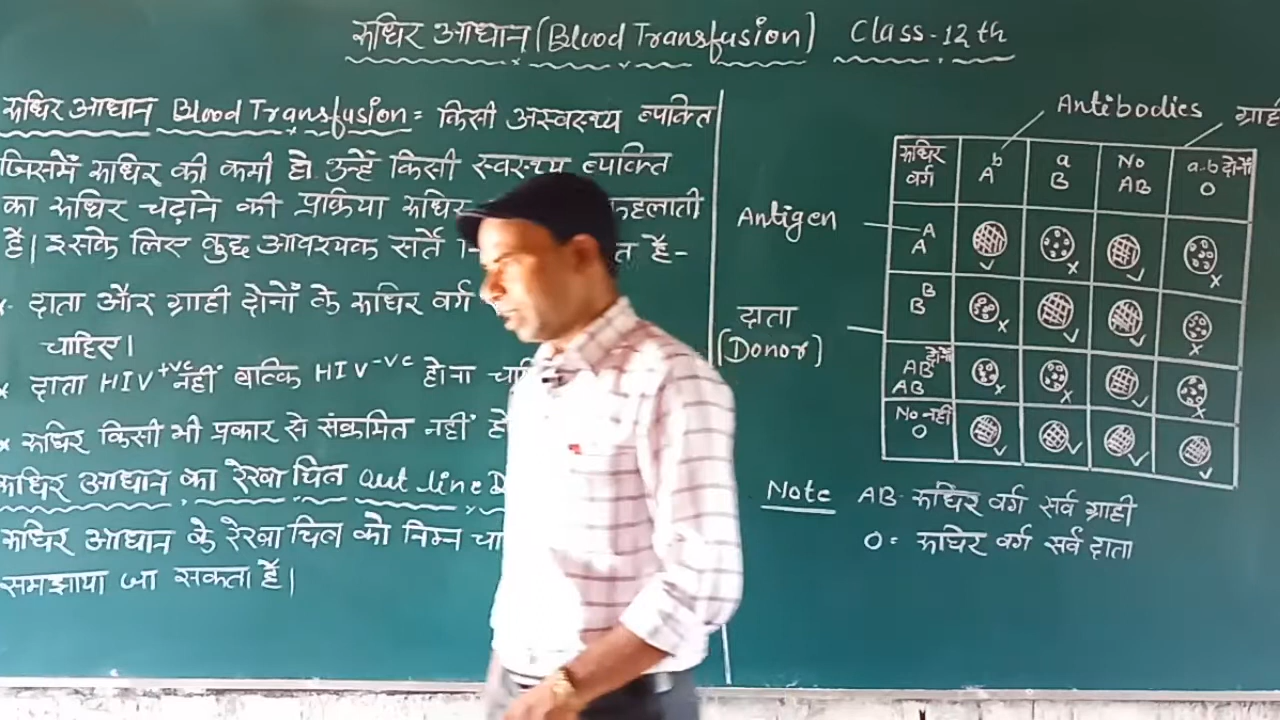 रुधिर आधान (Blood Transfusion) Class-12th
रुधिर आधान Blood Transfusion = किसी अस्वस्थ्य व्यक्ति
जिसमें रुधिर की कमी हो उन्हें किसी स्वस्थ्य व्यक्ति
का रुधिर चढ़ाने की प्रक्रिया रुधिर कहलाती
हैं। इसके लिए कुछ आवश्यक सर्ते है-
दाता और ग्राही दोनों के रुधिर वर्ग
चाहिए।
× दाता HIV+ve नहीं बल्कि HIV-ve होना
× रुधिर किसी भी प्रकार से संक्रमित नहीं
रुधिर आधान का रेखा चित्र out line
रुधिर आधान के रेखा चित्र को निम्न
समझाया जा सकता हैं।
Antibodies
रुधिर वर्ग b A a B No AB a-b दोनों O
Antigen
A A ✓ × ✓ ×
दाता
(Donor)
B B × ✓ ✓ ×
AB दोनों AB × × ✓ ×
No नहीं O ✓ ✓ ✓ ✓
Note AB- रुधिर वर्ग सर्व ग्राही
O = रुधिर वर्ग सर्व दाता